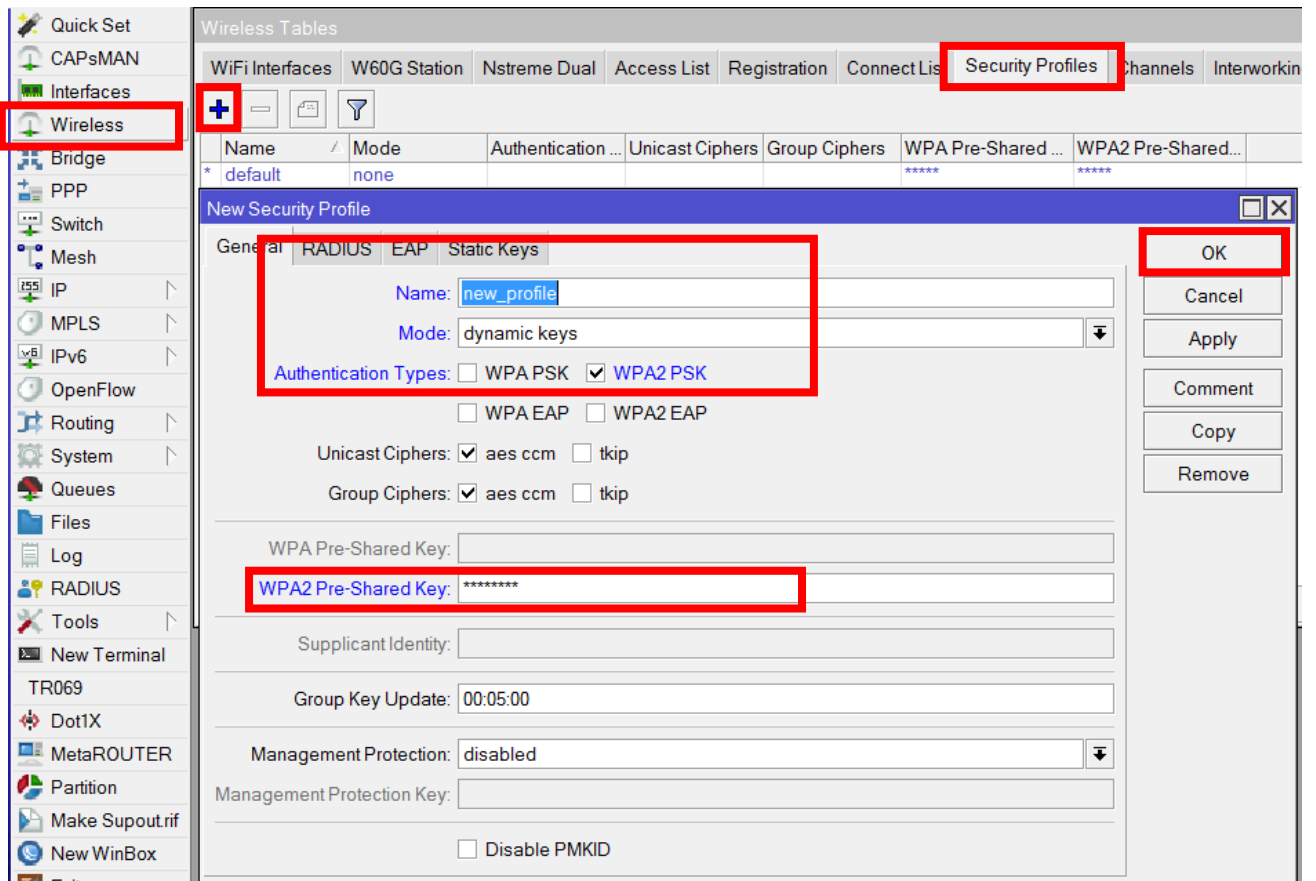 Quick Set
CAPsMAN
Interfaces
Wireless
Bridge
PPP
Switch
Mesh
IP
MPLS
IPv6
OpenFlow
Routing
System
Queues
Files
Log
RADIUS
Tools
New Terminal
TR069
Dot1X
MetaROUTER
Partition
Make Supout.rif
New WinBox
Wireless Tables
WiFi Interfaces W60G Station Nstreme Dual Access List Registration Connect Lis Security Profiles Channels Interworkin
Name Mode Authentication ... Unicast Ciphers Group Ciphers WPA Pre-Shared ... WPA2 Pre-Shared...
* default none ***** *****
New Security Profile
General RADIUS EAP Static Keys
Name: new_profile
Mode: dynamic keys
Authentication Types: WPA PSK WPA2 PSK
WPA EAP WPA2 EAP
Unicast Ciphers: aes ccm tkip
Group Ciphers: aes ccm tkip
WPA Pre-Shared Key:
WPA2 Pre-Shared Key: ********
Supplicant Identity:
Group Key Update: 00:05:00
Management Protection: disabled
Management Protection Key:
Disable PMKID
OK
Cancel
Apply
Comment
Copy
Remove